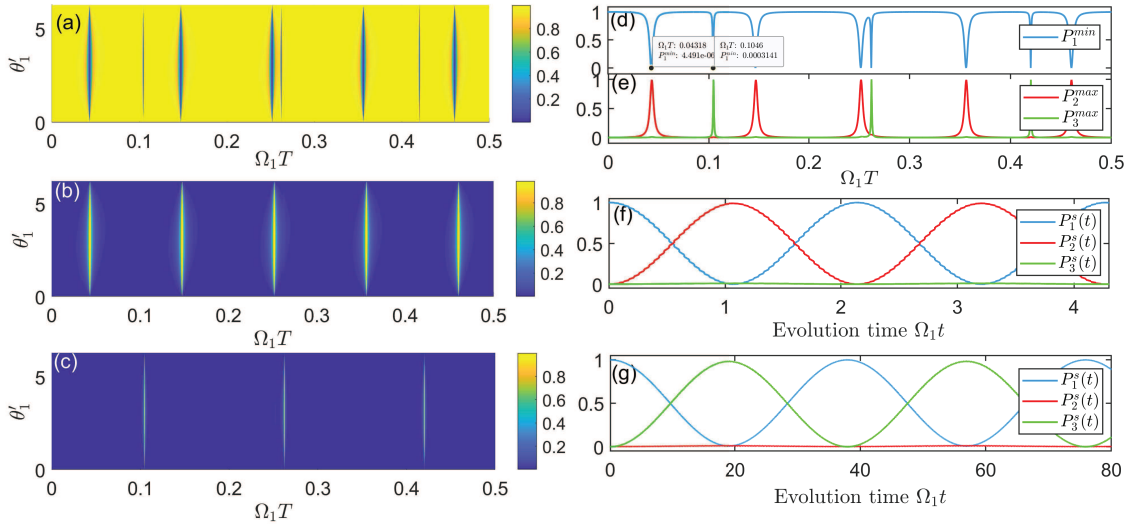 (a)
θ′₁
5
0
0
0.1
0.2
0.3
0.4
0.5
Ω₁T
0.8
0.6
0.4
0.2
(b)
θ′₁
5
0
0
0.1
0.2
0.3
0.4
0.5
Ω₁T
0.8
0.6
0.4
0.2
(c)
θ′₁
5
0
0
0.1
0.2
0.3
0.4
0.5
Ω₁T
0.8
0.6
0.4
0.2
(d)
1
0.5
0
P₁ᵐⁱⁿ
Ω₁T: 0.04318
P₁ᵐⁱⁿ: 4.491e-06
Ω₁T: 0.1046
P₁ᵐⁱⁿ: 0.0003141
(e)
1
0.5
0
P₂ᵐᵃˣ
P₃ᵐᵃˣ
0
0.1
0.2
0.3
0.4
0.5
Ω₁T
(f)
1
0.5
0
P₁ˢ(t)
P₂ˢ(t)
P₃ˢ(t)
0
1
2
3
4
Evolution time Ω₁t
(g)
1
0.5
0
P₁ˢ(t)
P₂ˢ(t)
P₃ˢ(t)
0
20
40
60
80
Evolution time Ω₁t